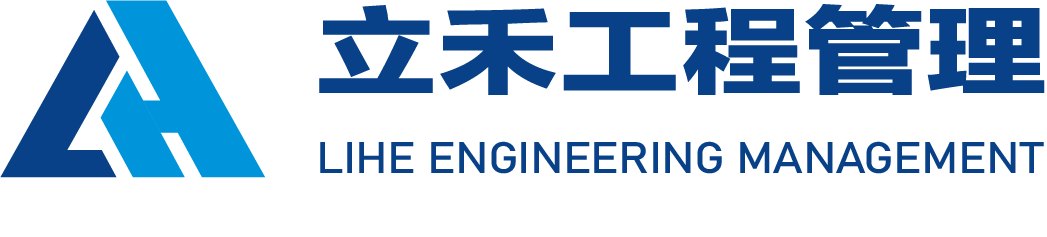 立禾工程管理
LIHE ENGINEERING MANAGEMENT